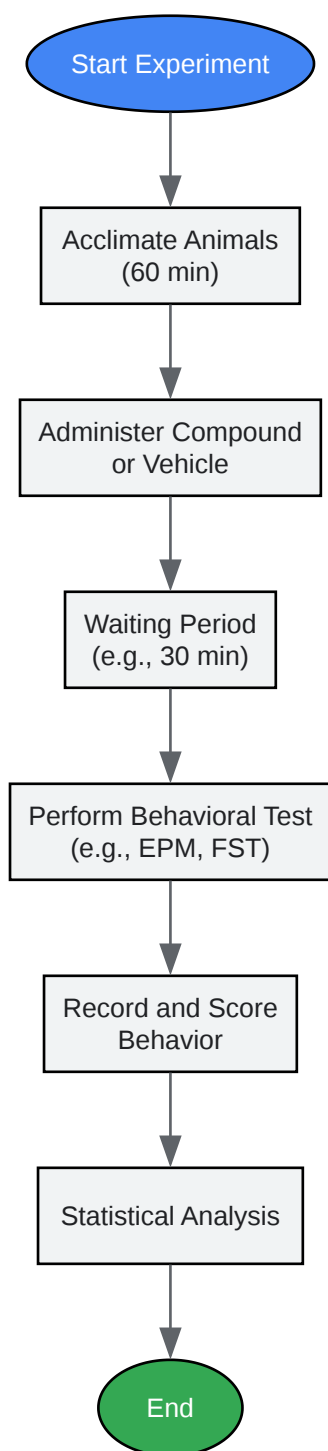 Start Experiment
Acclimate Animals
(60 min)
Administer Compound
or Vehicle
Waiting Period
(e.g., 30 min)
Perform Behavioral Test
(e.g., EPM, FST)
Record and Score
Behavior
Statistical Analysis
End